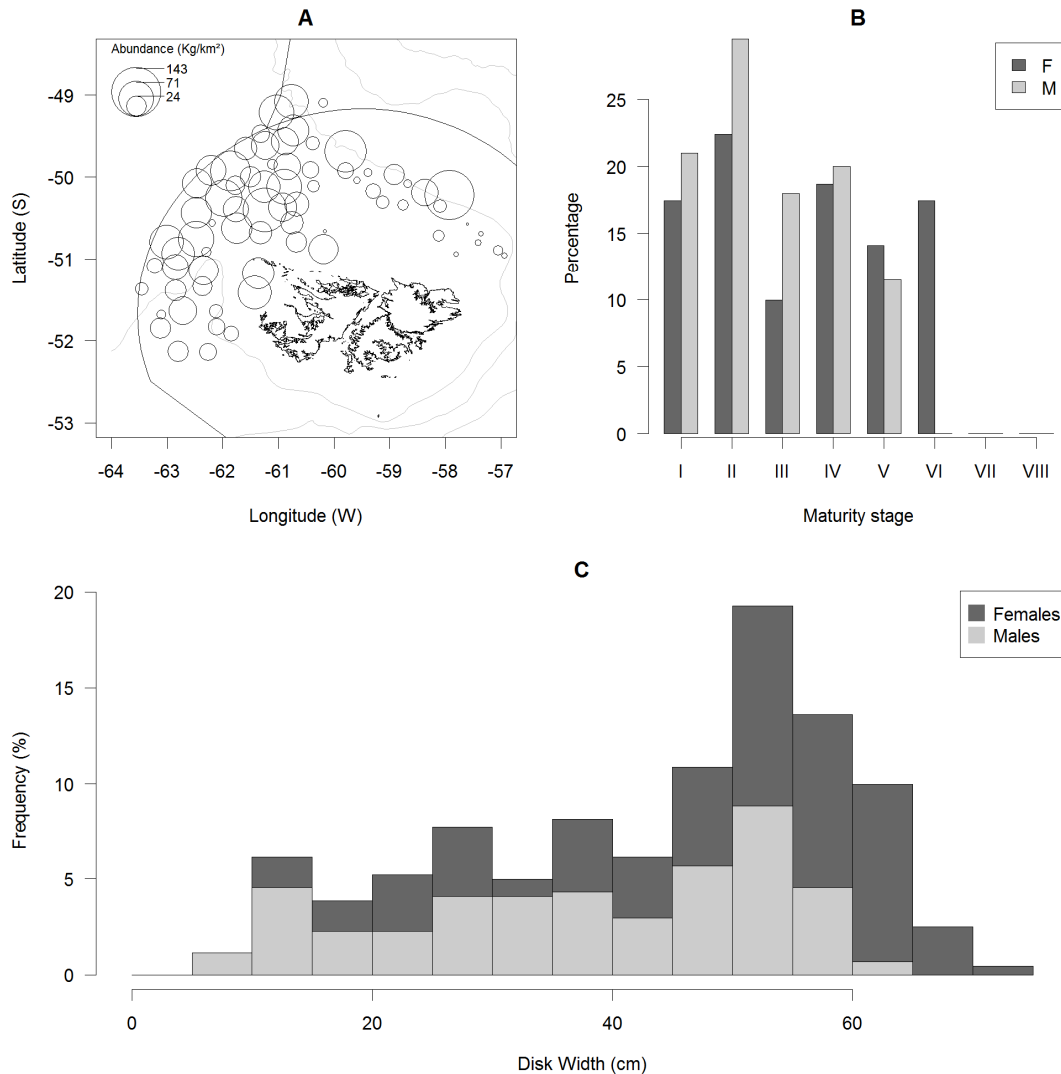 A
Abundance (Kg/km²)
143
71
24
Latitude (S)
-49
-50
-51
-52
-53
-64 -63 -62 -61 -60 -59 -58 -57
Longitude (W)
B
F
M
Percentage
25
20
15
10
5
0
I II III IV V VI VII VIII
Maturity stage
C
Females
Males
Frequency (%)
20
15
10
5
0
0 20 40 60
Disk Width (cm)